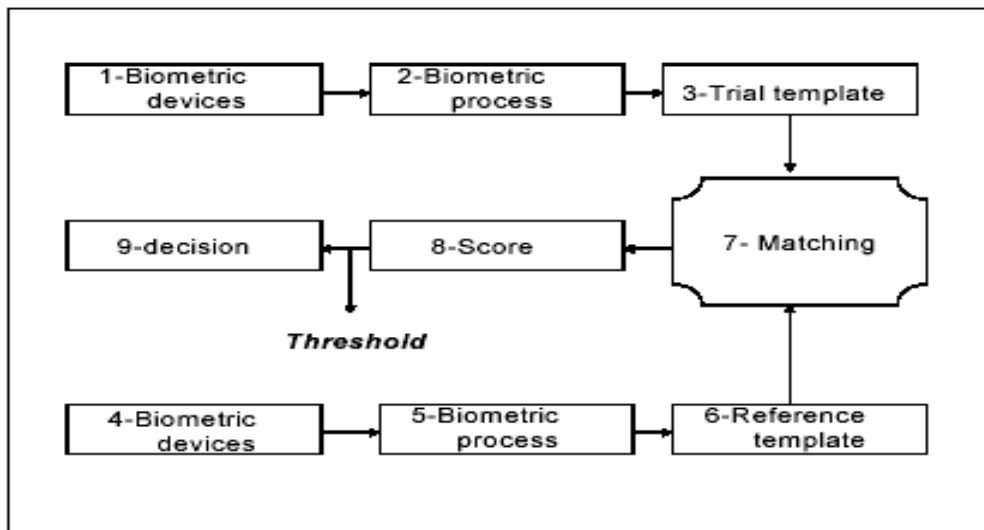 1-Biometric
devices
2-Biometric
process
3-Trial template
9-decision
8-Score
7- Matching
Threshold
4-Biometric
devices
5-Biometric
process
6-Reference
template